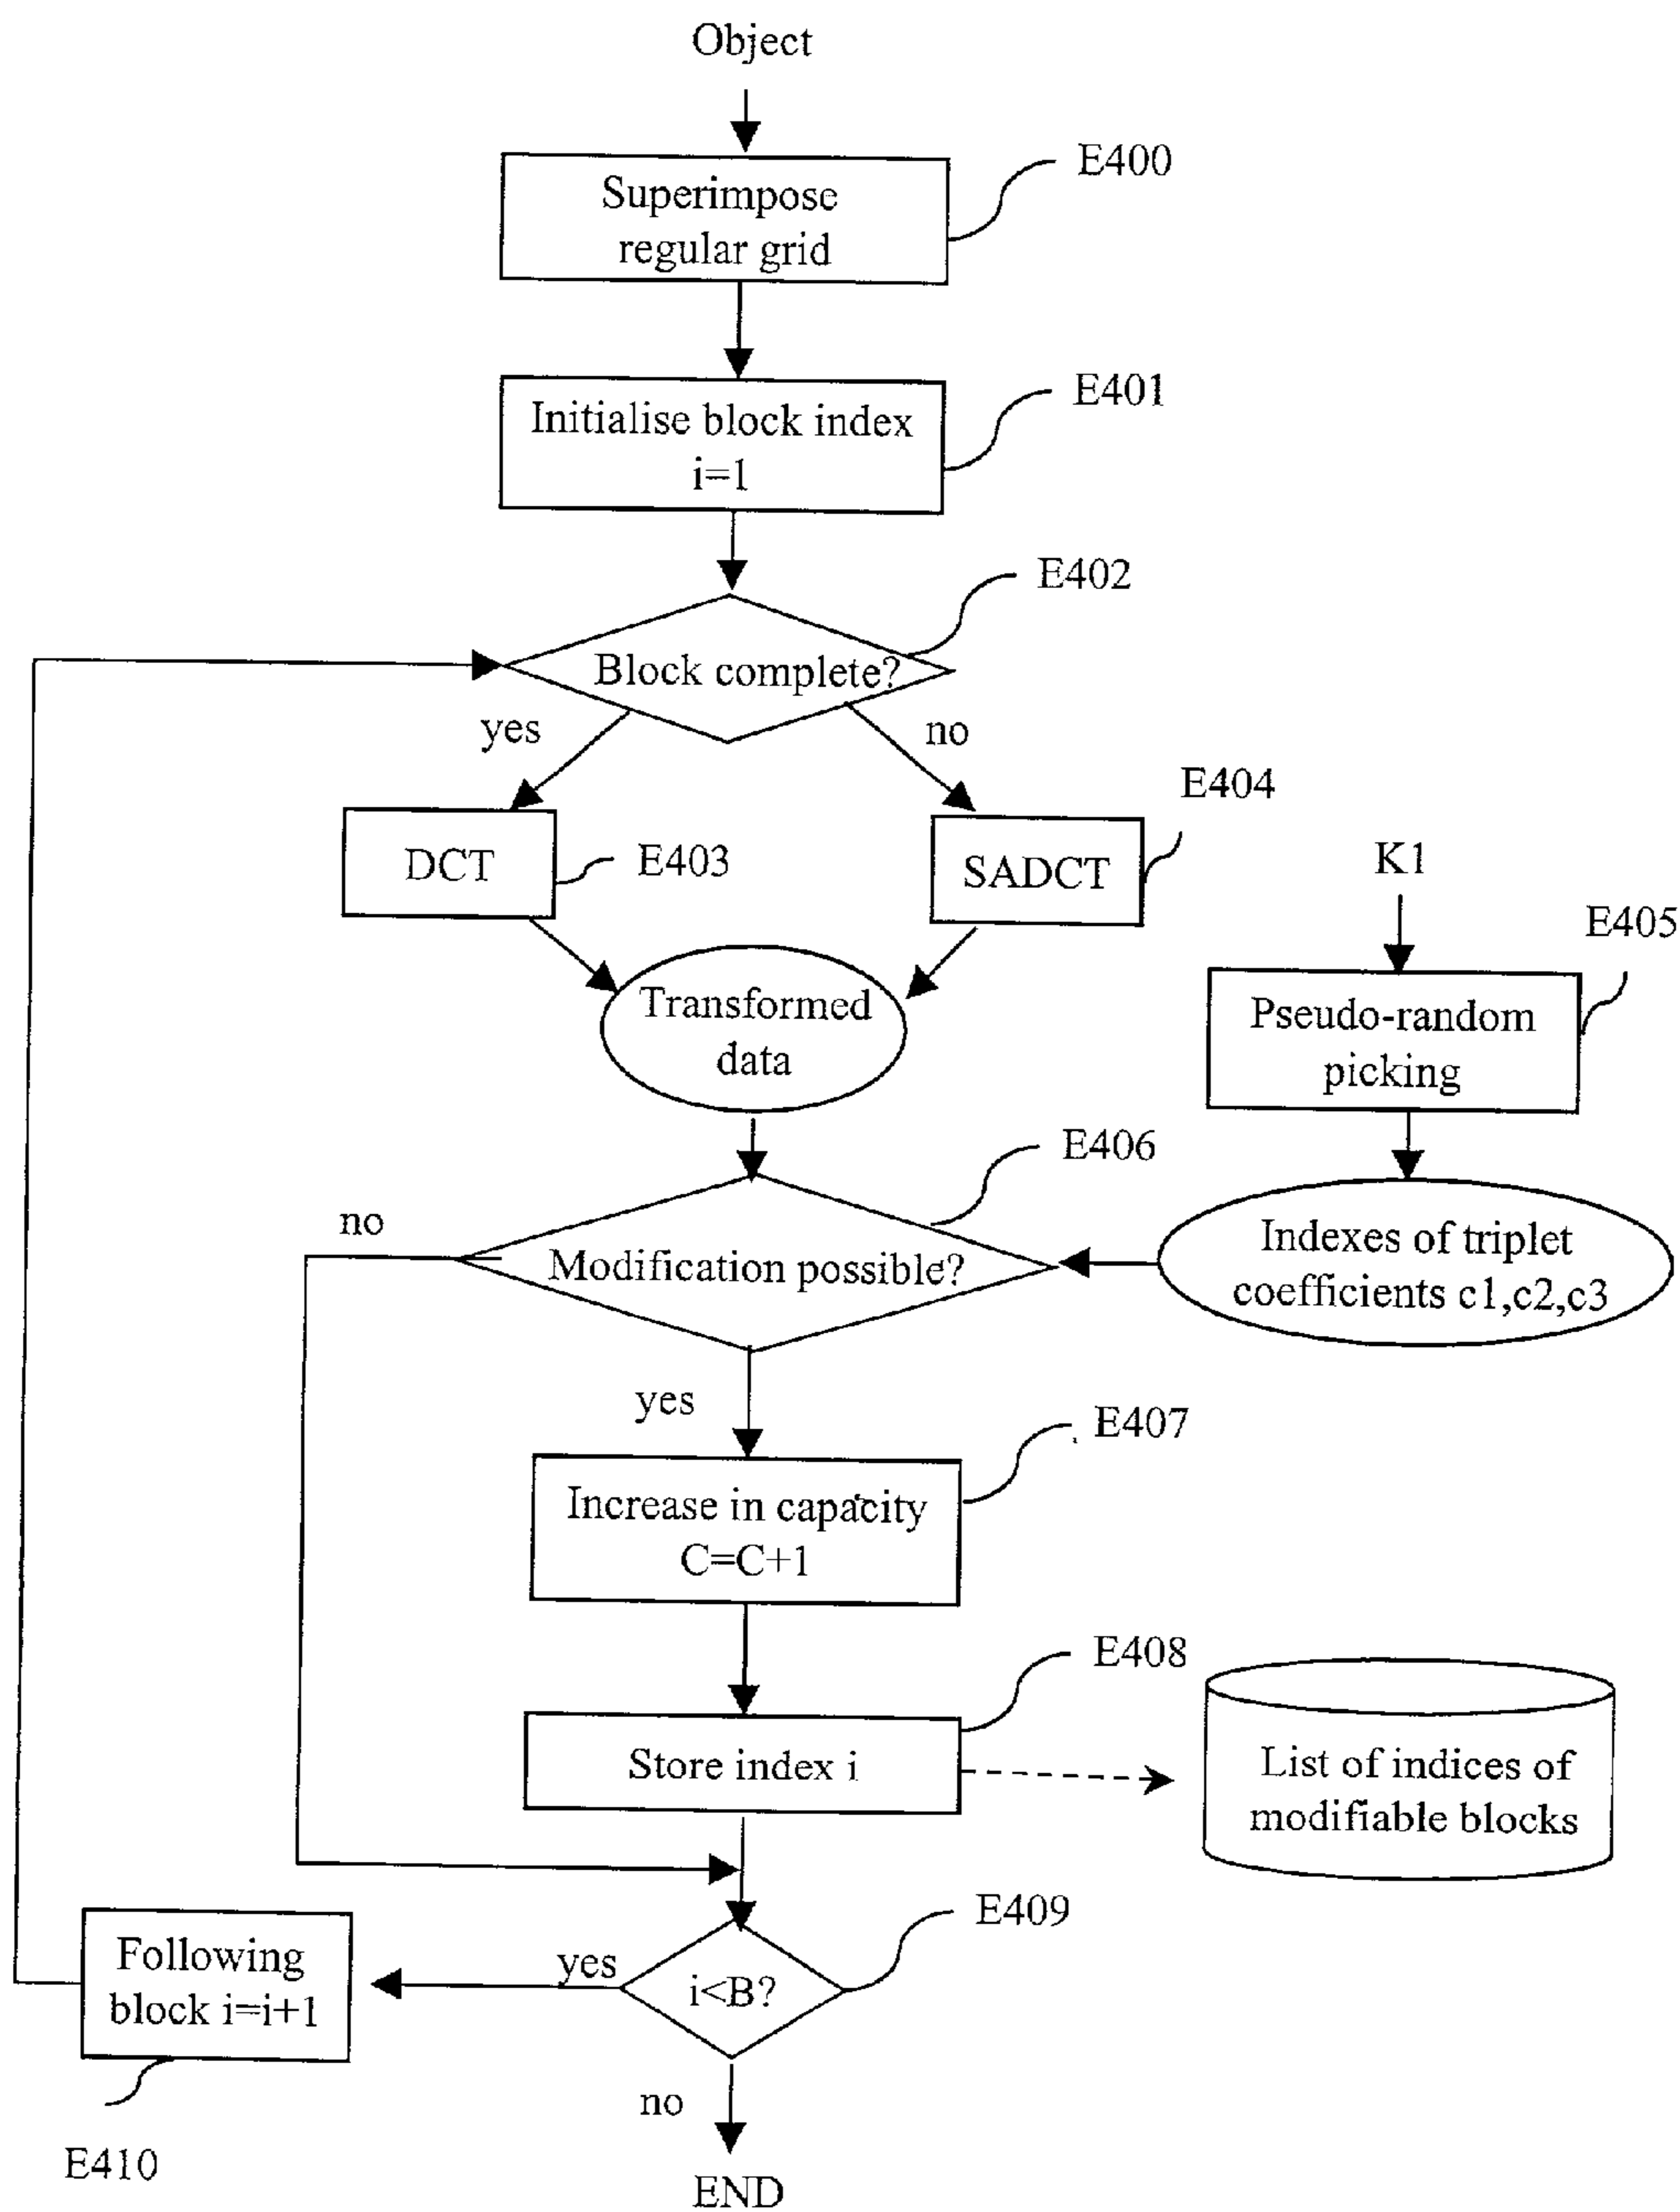 Object
E400
Superimpose
regular grid
E401
Initialise block index
i=1
E402
Block complete?
yes
no
E404
DCT
E403
SADCT
K1
E405
Transformed
data
Pseudo-random
picking
E406
no
Modification possible?
Indexes of triplet
coefficients c1,c2,c3
yes
E407
Increase in capacity
C=C+1
E408
Store index i
List of indices of
modifiable blocks
E409
Following
block i=i+1
yes
i<B?
no
E410
END